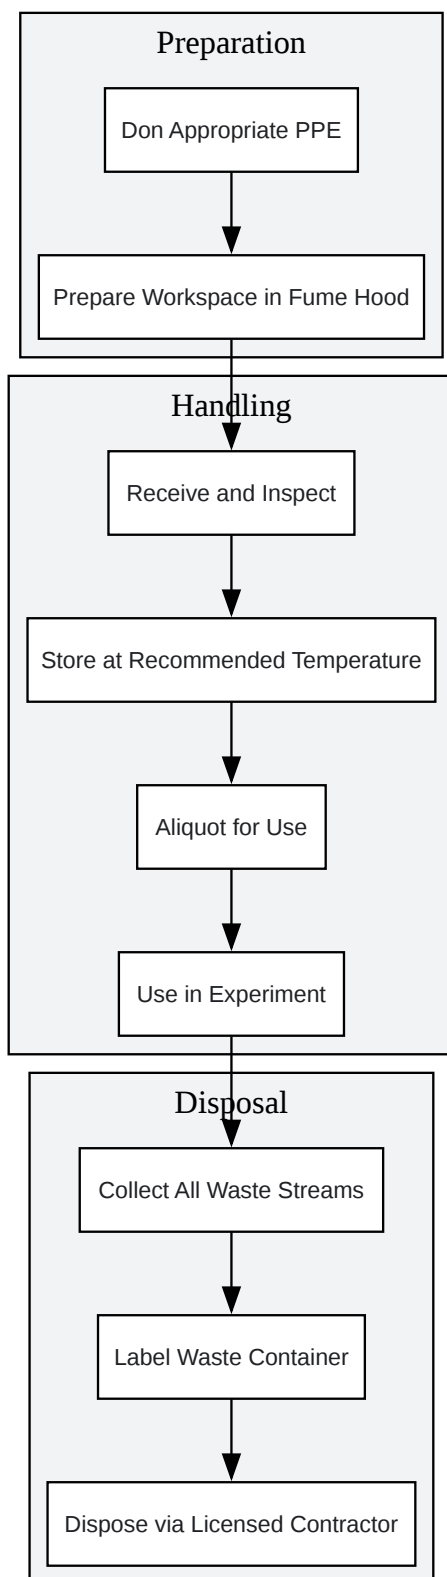 Preparation
Don Appropriate PPE
Prepare Workspace in Fume Hood
Handling
Receive and Inspect
Store at Recommended Temperature
Aliquot for Use
Use in Experiment
Disposal
Collect All Waste Streams
Label Waste Container
Dispose via Licensed Contractor